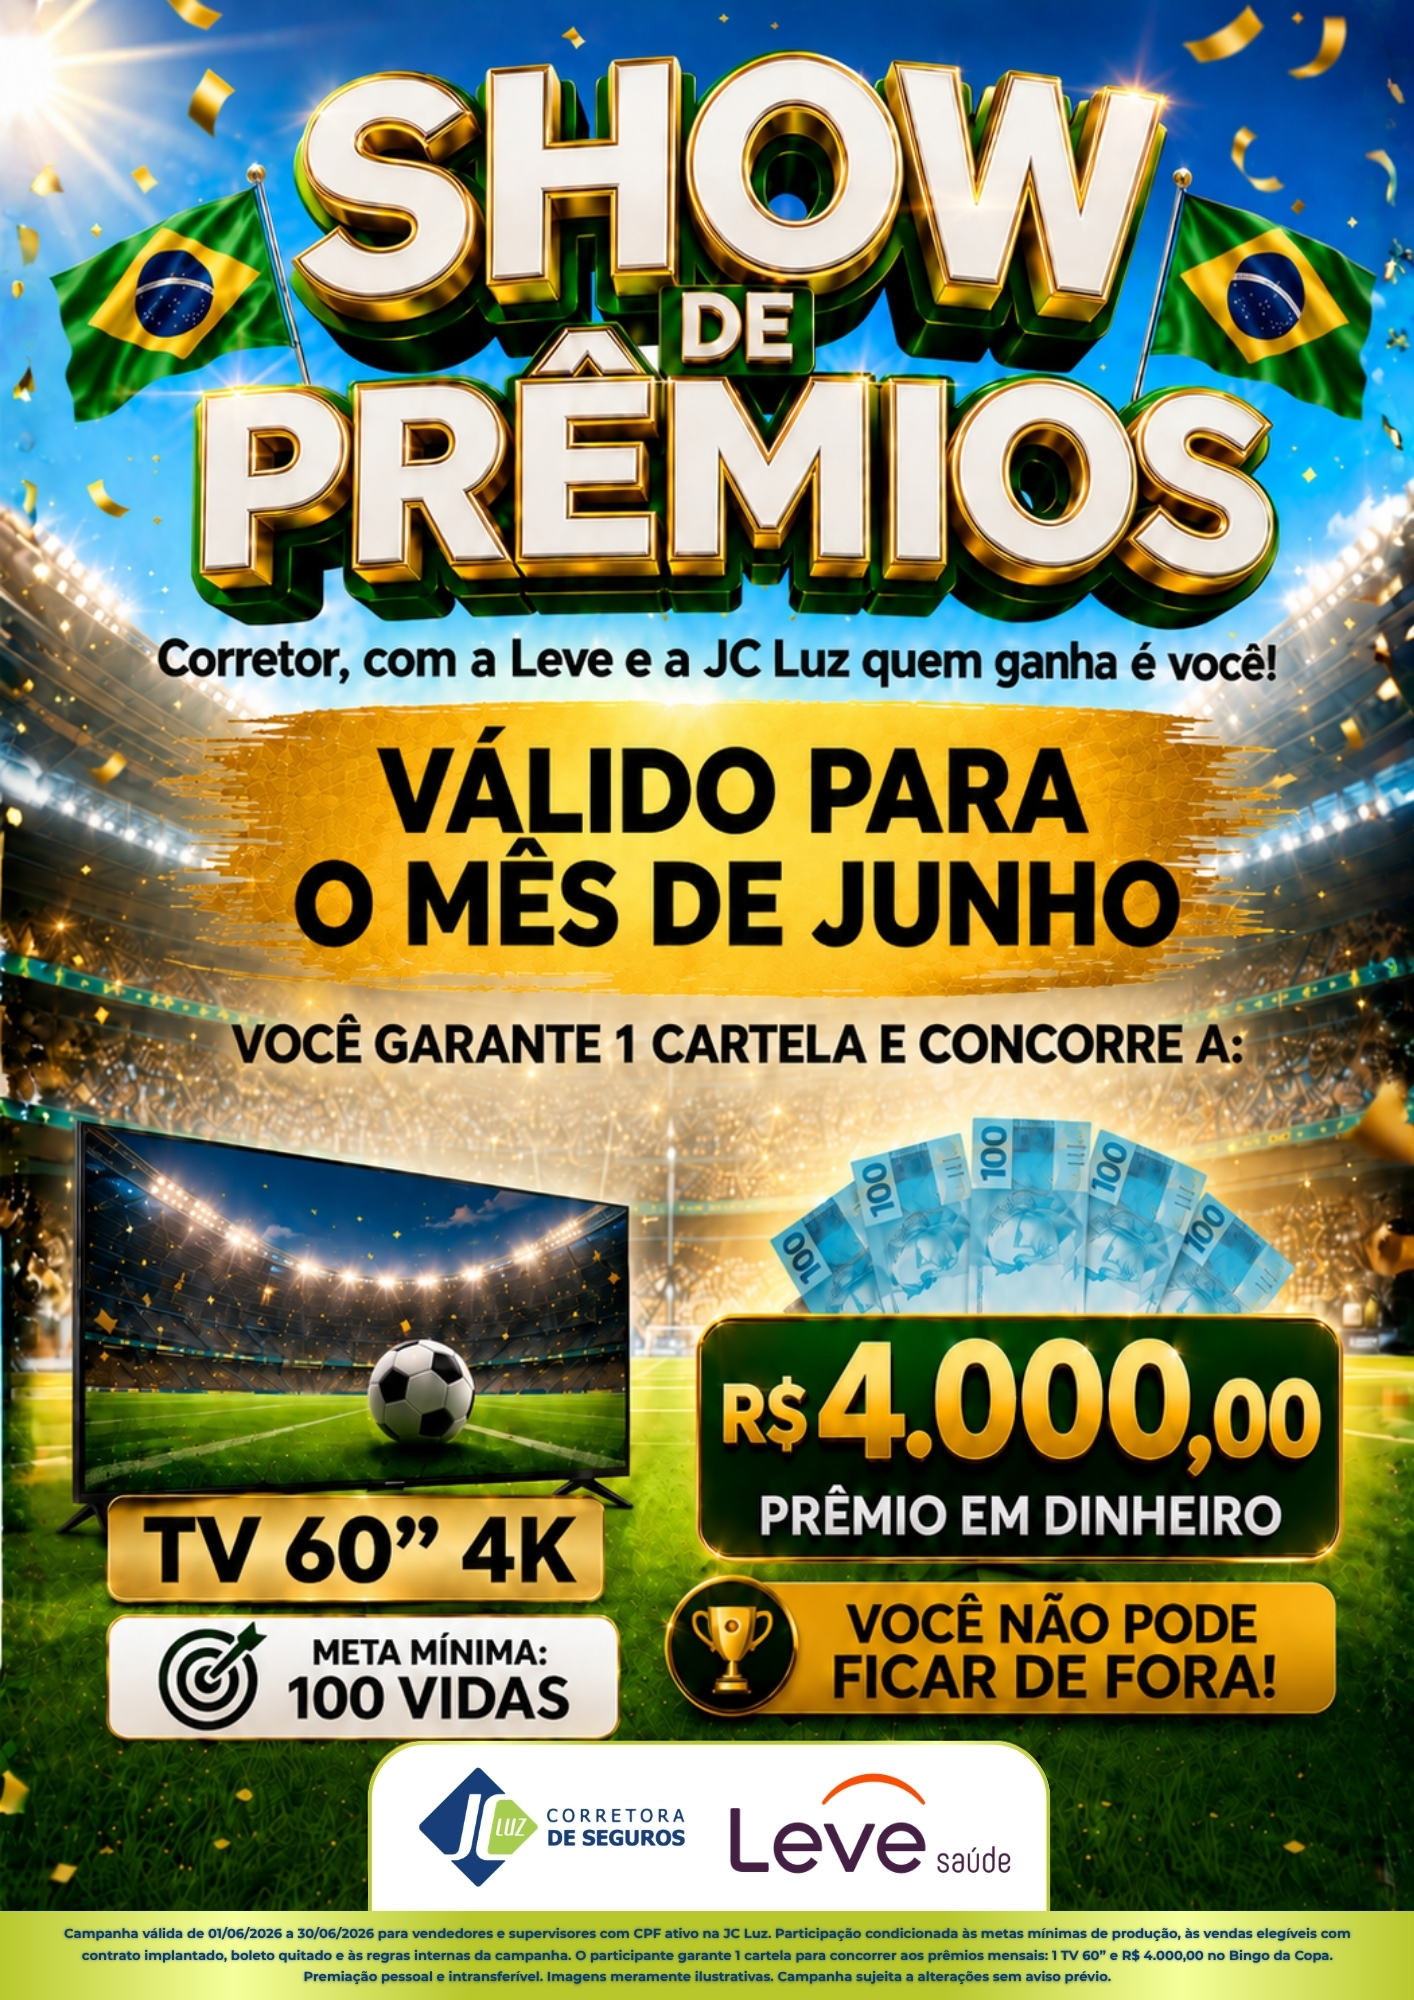 SHOW
DE
PRÊMIOS
Corretor, com a Leve e a JC Luz quem ganha é você!
VÁLIDO PARA
O MÊS DE JUNHO
VOCÊ GARANTE 1 CARTELA E CONCORRE A:
100 100 100 100 100
R$4.000,00
PRÊMIO EM DINHEIRO
TV 60” 4K
META MÍNIMA:
100 VIDAS
VOCÊ NÃO PODE
FICAR DE FORA!
JC LUZ
CORRETORA
DE SEGUROS
Leve saúde
Campanha válida de 01/06/2026 a 30/06/2026 para vendedores e supervisores com CPF ativo na JC Luz. Participação condicionada às metas mínimas de produção, às vendas elegíveis com
contrato implantado, boleto quitado e às regras internas da campanha. O participante garante 1 cartela para concorrer aos prêmios mensais: 1 TV 60” e R$ 4.000,00 no Bingo da Copa.
Premiação pessoal e intransferível. Imagens meramente ilustrativas. Campanha sujeita a alterações sem aviso prévio.